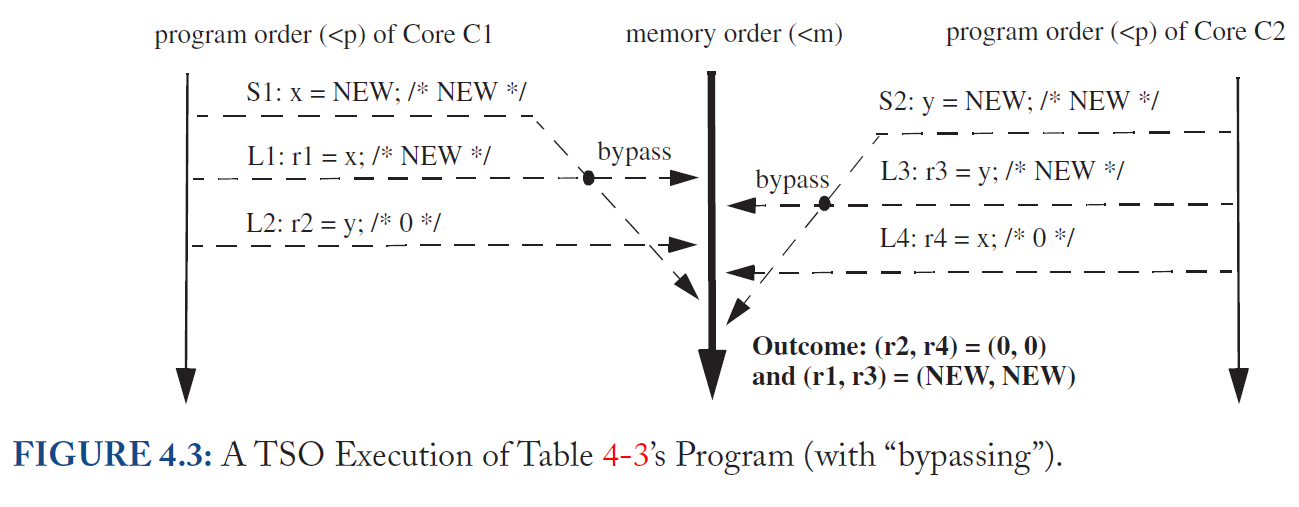 program order (<p) of Core C1
memory order (<m)
program order (<p) of Core C2
S1: x = NEW; /* NEW */
L1: r1 = x; /* NEW */
L2: r2 = y; /* 0 */
bypass
bypass
S2: y = NEW; /* NEW */
L3: r3 = y; /* NEW */
L4: r4 = x; /* 0 */
Outcome: (r2, r4) = (0, 0)
and (r1, r3) = (NEW, NEW)
FIGURE 4.3: A TSO Execution of Table 4-3’s Program (with “bypassing”).